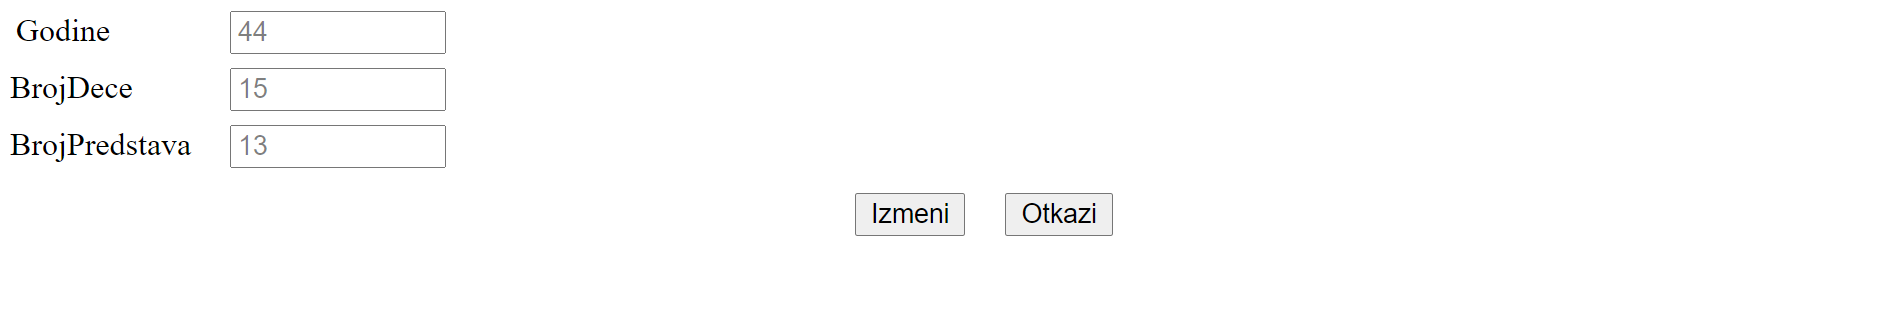 Godine 44
BrojDece 15
BrojPredstava 13
Izmeni Otkazi